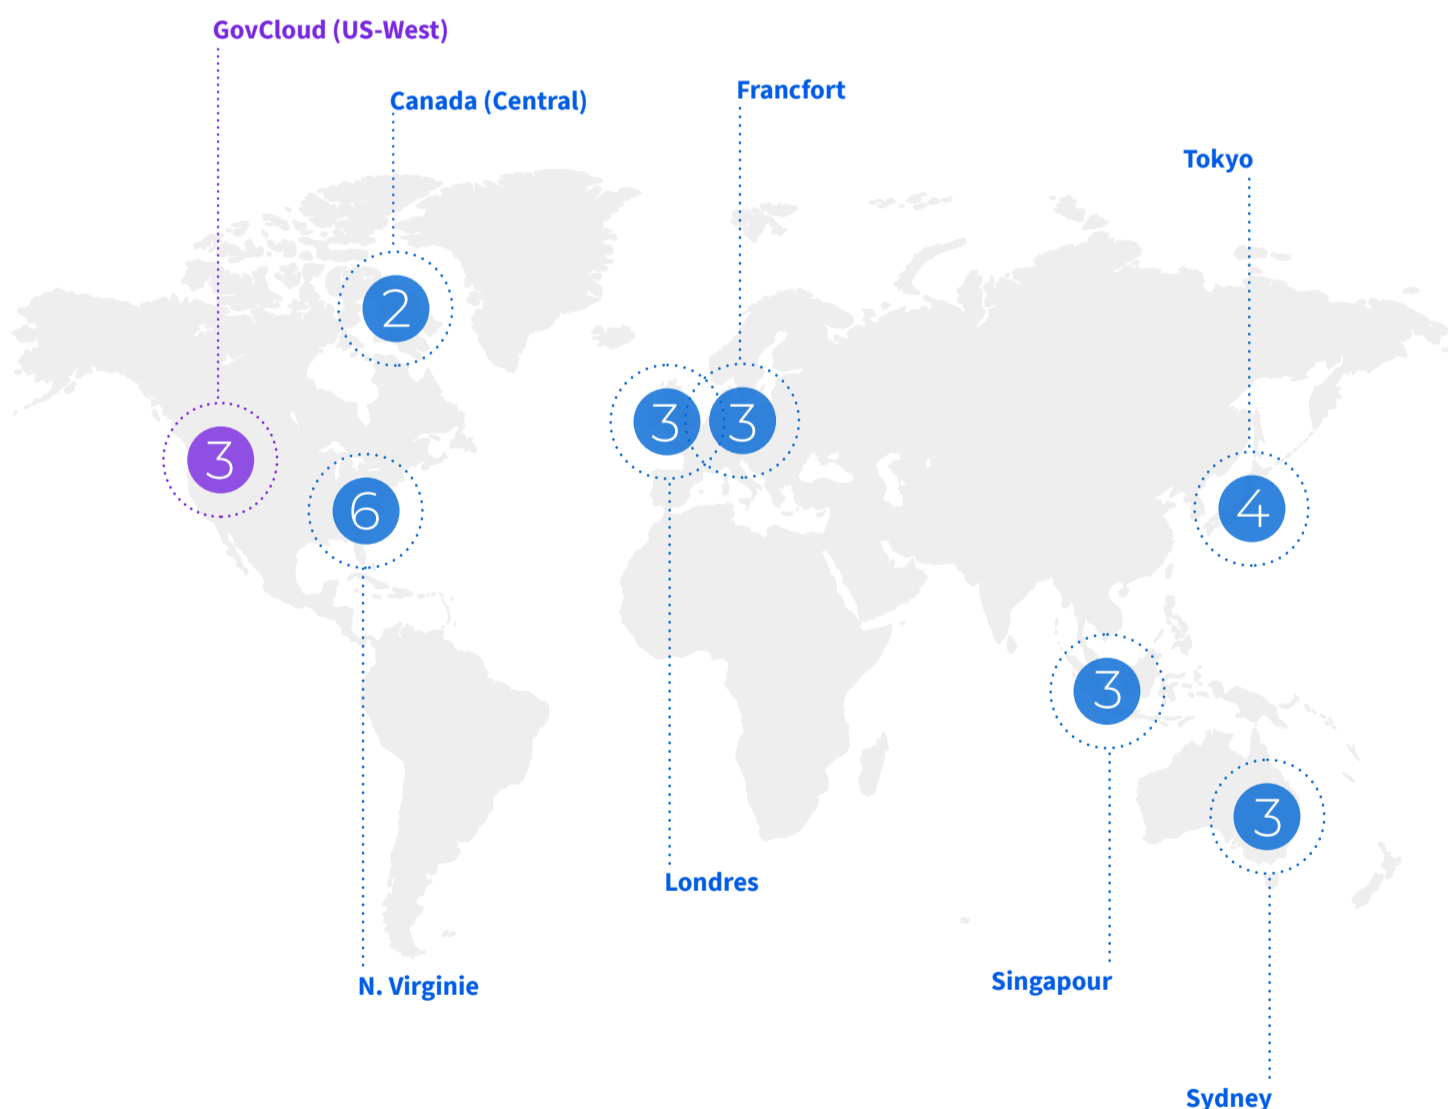 GovCloud (US-West)
Francfort
Canada (Central)
Tokyo
2
3
3
3
6
4
3
3
Londres
Singapour
N. Virginie
Sydney